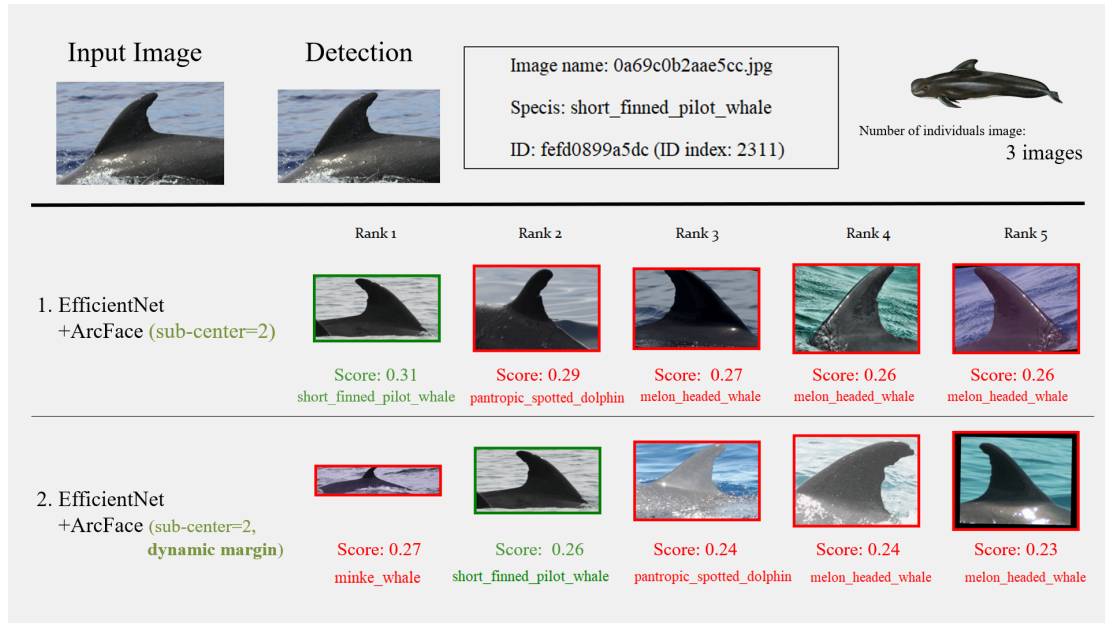 Input Image
Detection
Image name: 0a69c0b2aae5cc.jpg
Specis: short_finned_pilot_whale
ID: fefd0899a5dc (ID index: 2311)
Number of individuals image:
3 images
Rank 1
Rank 2
Rank 3
Rank 4
Rank 5
1. EfficientNet
+ArcFace (sub-center=2)
Score: 0.31
short_finned_pilot_whale
Score: 0.29
pantropic_spotted_dolphin
Score: 0.27
melon_headed_whale
Score: 0.26
melon_headed_whale
Score: 0.26
melon_headed_whale
2. EfficientNet
+ArcFace (sub-center=2,
dynamic margin)
Score: 0.27
minke_whale
Score: 0.26
short_finned_pilot_whale
Score: 0.24
pantropic_spotted_dolphin
Score: 0.24
melon_headed_whale
Score: 0.23
melon_headed_whale